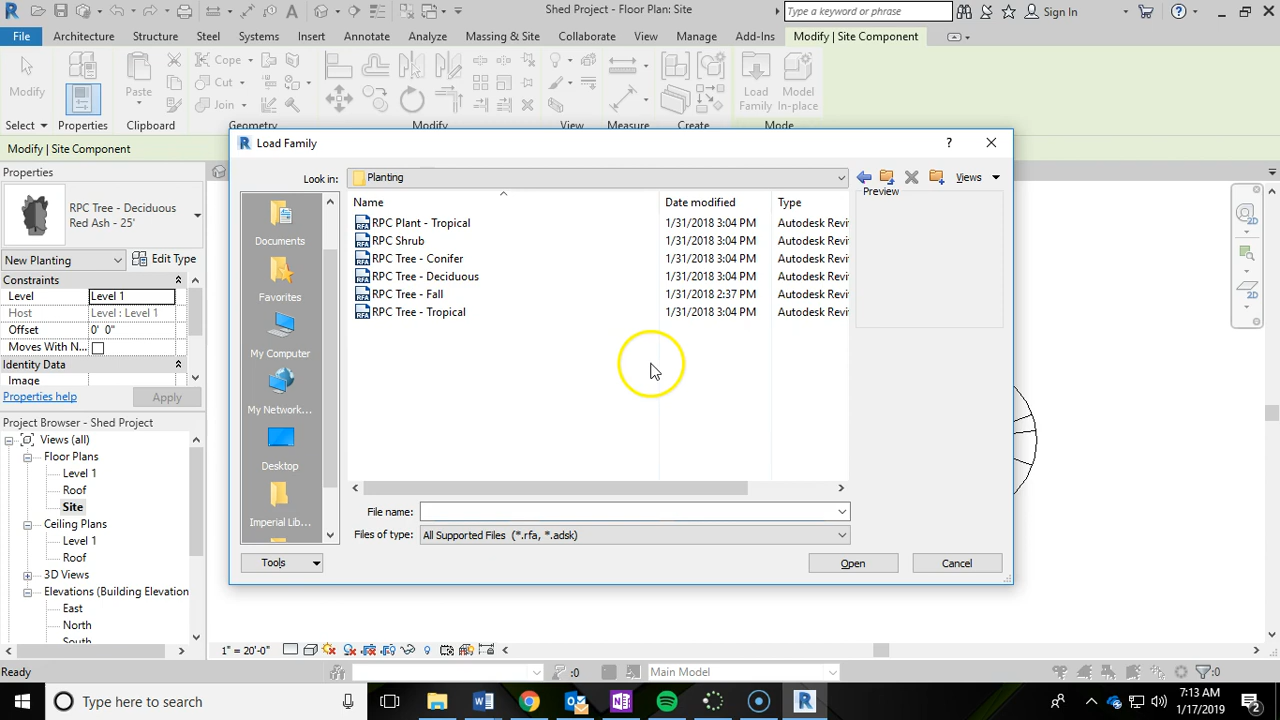 Shed Project - Floor Plan: Site
Type a keyword or phrase
Sign In
File Architecture Structure Steel Systems Insert Annotate Analyze Massing & Site Collaborate View Manage Add-Ins Modify | Site Component
Modify
Paste
Cope
Cut
Join
Load Family
Model In-place
Select Properties Clipboard Geometry Modify View Measure Create Mode
Modify | Site Component
Properties
RPC Tree - Deciduous
Red Ash - 25'
New Planting Edit Type
Constraints
Level Level 1
Host Level : Level 1
Offset 0' 0"
Moves With N...
Identity Data
Image
Properties help Apply
Project Browser - Shed Project
Views (all)
Floor Plans
Level 1
Roof
Site
Ceiling Plans
Level 1
Roof
3D Views
Elevations (Building Elevation
East
North
South
Load Family
Look in: Planting Views
Name Date modified Type
RPC Plant - Tropical 1/31/2018 3:04 PM Autodesk Revi
RPC Shrub 1/31/2018 3:04 PM Autodesk Revi
RPC Tree - Conifer 1/31/2018 3:04 PM Autodesk Revi
RPC Tree - Deciduous 1/31/2018 3:04 PM Autodesk Revi
RPC Tree - Fall 1/31/2018 2:37 PM Autodesk Revi
RPC Tree - Tropical 1/31/2018 3:04 PM Autodesk Revi
Preview
Documents
Favorites
My Computer
My Network...
Desktop
Imperial Lib...
File name:
Files of type: All Supported Files (*.rfa, *.adsk)
Tools Open Cancel
2D
2D
1" = 20'-0"
Ready :0 Main Model :0
Type here to search
7:13 AM
1/17/2019
2